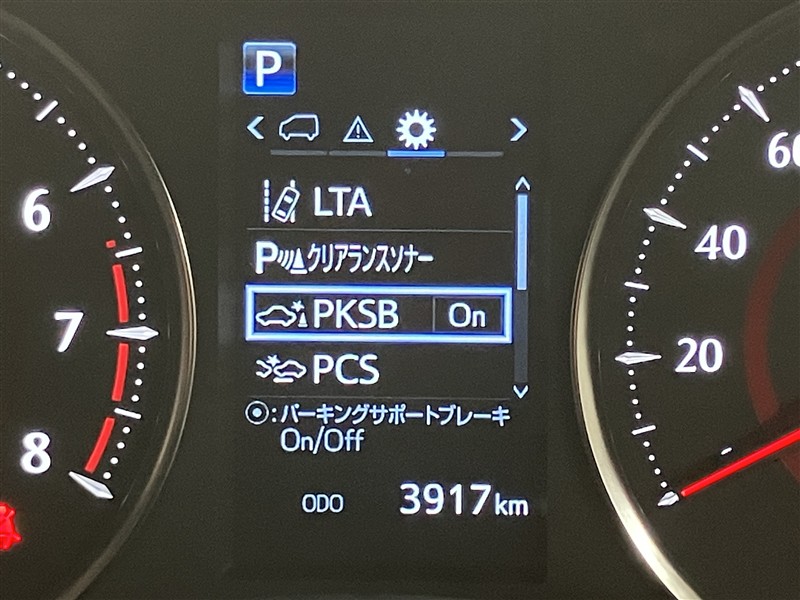 P
LTA
Pクリアランスソナー
PKSB On
PCS
:パーキングサポートブレーキ
On/Off
ODO 3917km
6
7
8
60
40
20